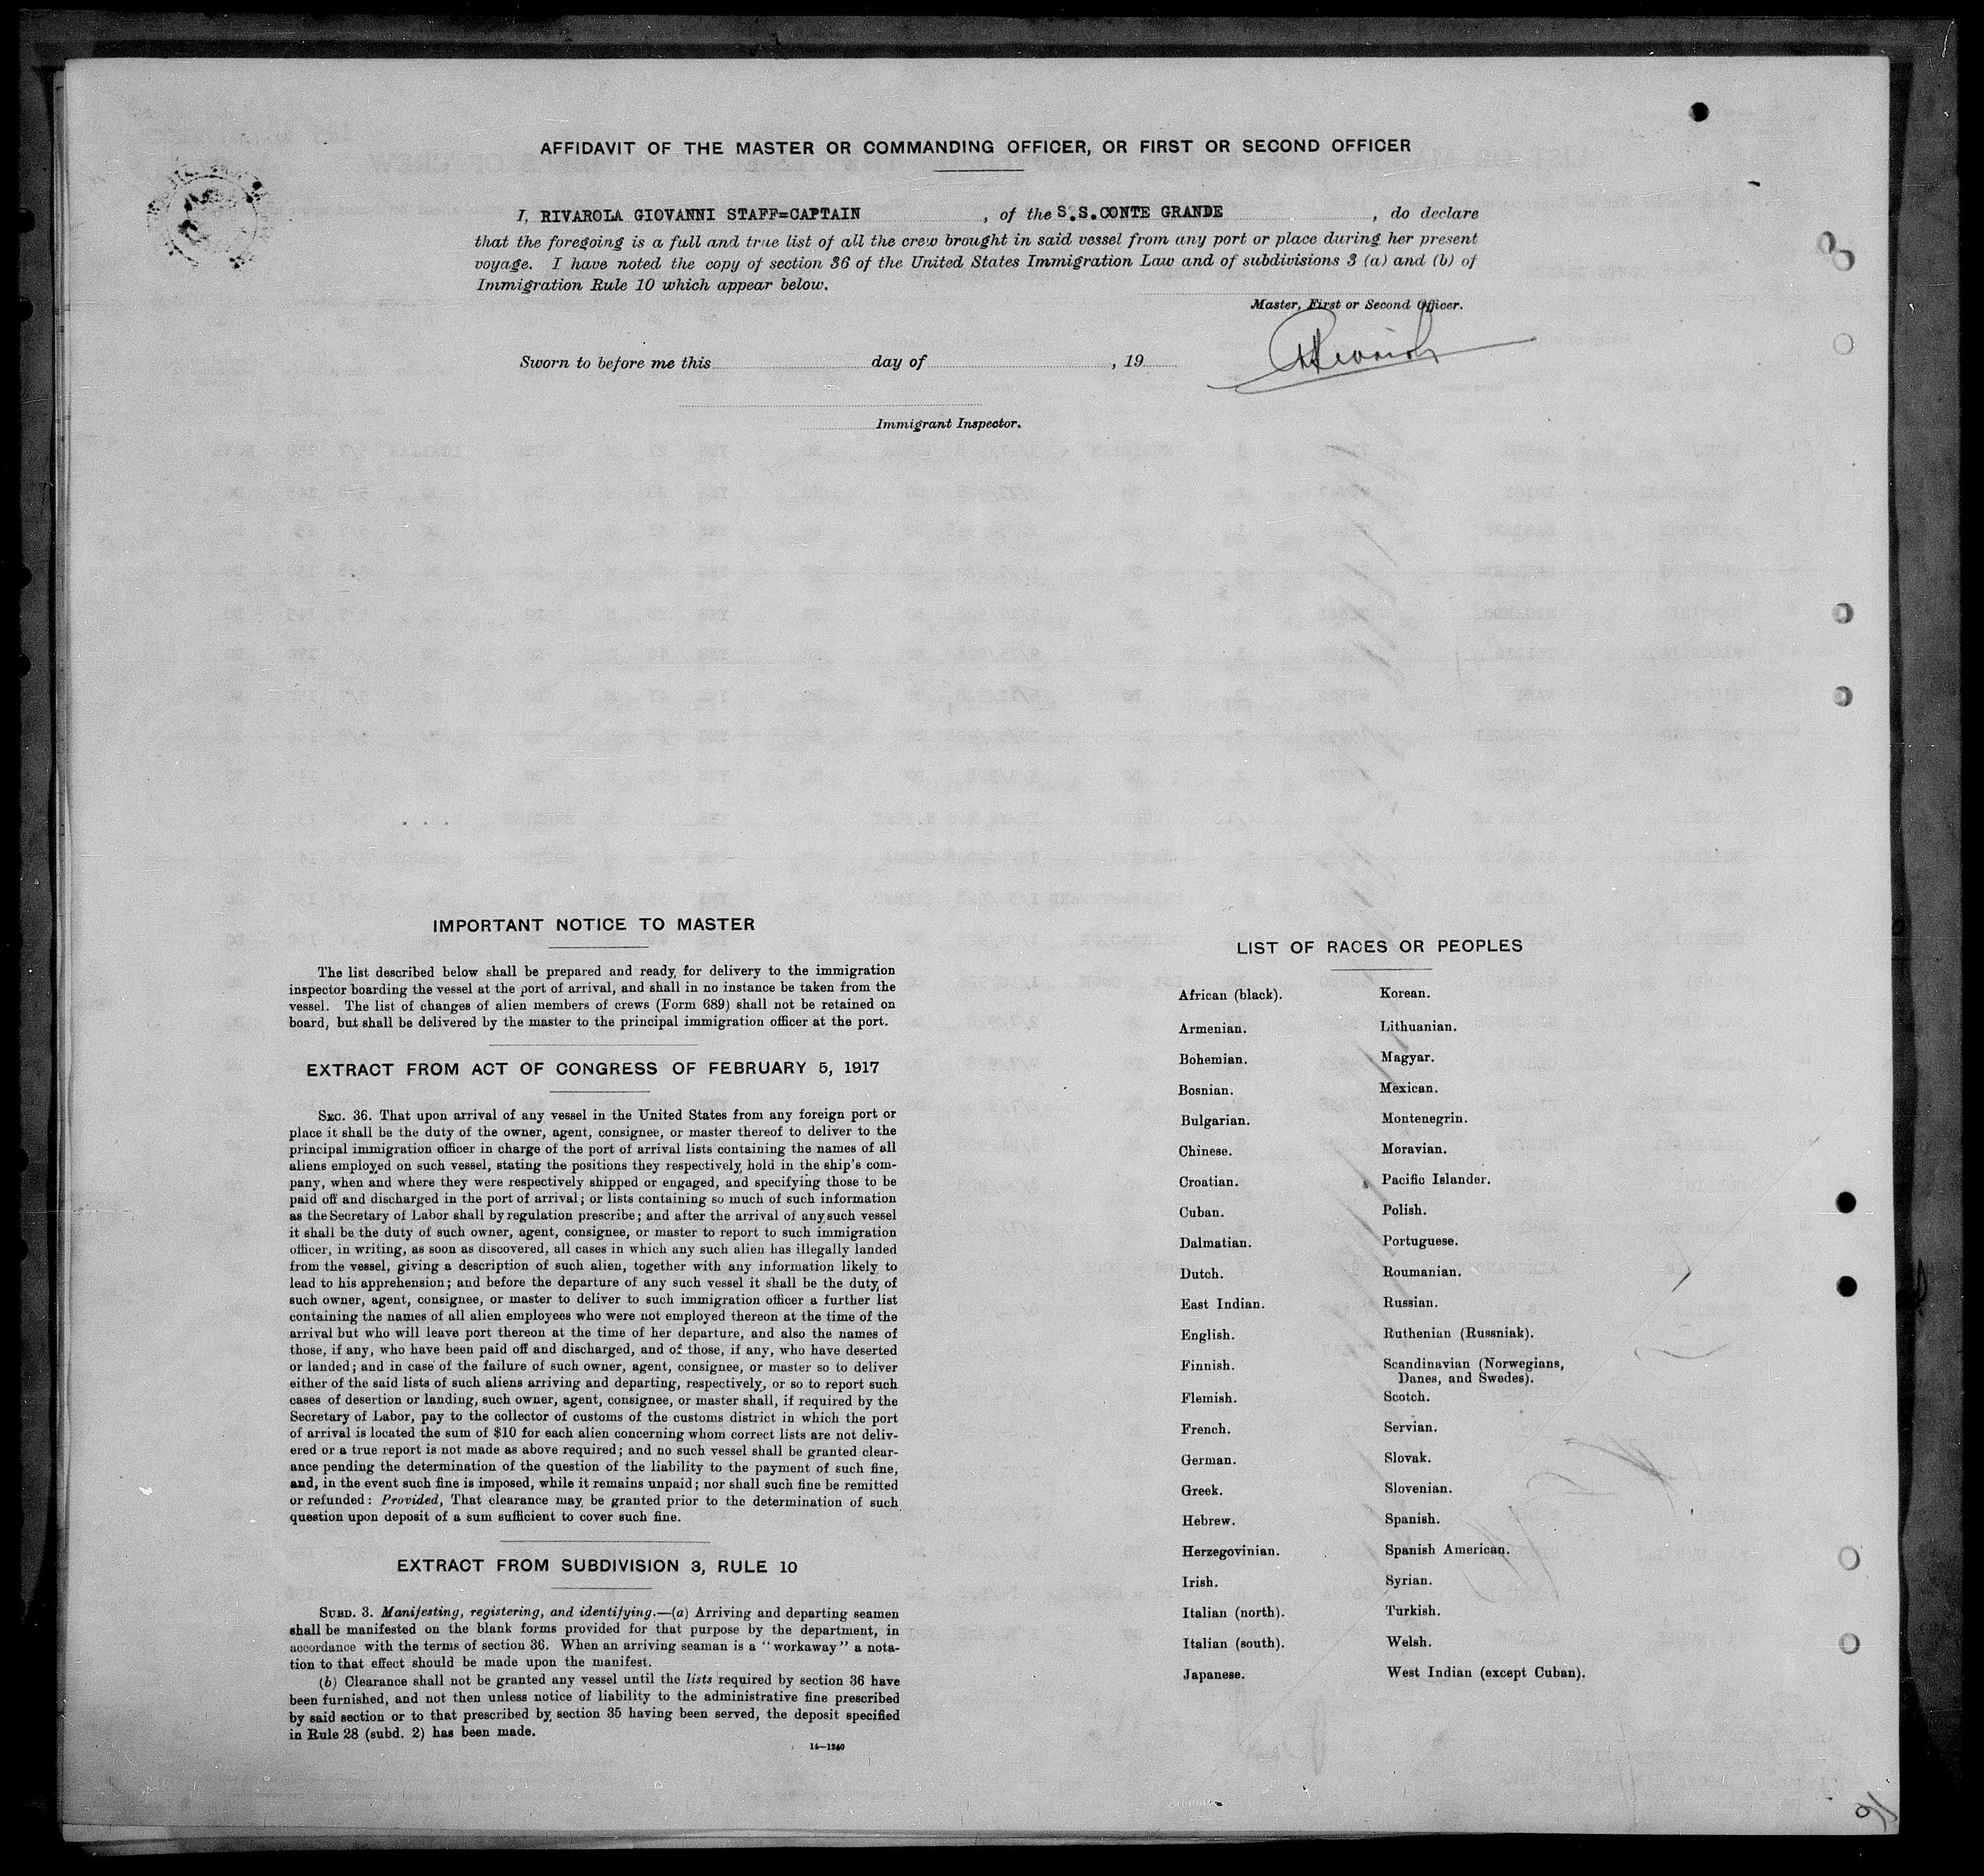 AFFIDAVIT OF THE MASTER OR COMMANDING OFFICER, OR FIRST OR SECOND OFFICER
I, RIVAROLA GIOVANNI STAFF=CAPTAIN , of the S.S.CONTE GRANDE , do declare
that the foregoing is a full and true list of all the crew brought in said vessel from any port or place during her present
voyage. I have noted the copy of section 36 of the United States Immigration Law and of subdivisions 3 (a) and (b) of
Immigration Rule 10 which appear below.
Master, First or Second Officer.
Sworn to before me this day of , 19
Immigrant Inspector.
IMPORTANT NOTICE TO MASTER
The list described below shall be prepared and ready for delivery to the immigration
inspector boarding the vessel at the port of arrival, and shall in no instance be taken from the
vessel. The list of changes of alien members of crews (Form 689) shall not be retained on
board, but shall be delivered by the master to the principal immigration officer at the port.
EXTRACT FROM ACT OF CONGRESS OF FEBRUARY 5, 1917
SEC. 36. That upon arrival of any vessel in the United States from any foreign port or
place it shall be the duty of the owner, agent, consignee, or master thereof to deliver to the
principal immigration officer in charge of the port of arrival lists containing the names of all
aliens employed on such vessel, stating the positions they respectively hold in the ship's com-
pany, when and where they were respectively shipped or engaged, and specifying those to be
paid off and discharged in the port of arrival; or lists containing so much of such information
as the Secretary of Labor shall by regulation prescribe; and after the arrival of any such vessel
it shall be the duty of such owner, agent, consignee, or master to report to such immigration
officer, in writing, as soon as discovered, all cases in which any such alien has illegally landed
from the vessel, giving a description of such alien, together with any information likely to
lead to his apprehension; and before the departure of any such vessel it shall be the duty of
such owner, agent, consignee, or master to deliver to such immigration officer a further list
containing the names of all alien employees who were not employed thereon at the time of the
arrival but who will leave port thereon at the time of her departure, and also the names of
those, if any, who have been paid off and discharged, and of those, if any, who have deserted
or landed; and in case of the failure of such owner, agent, consignee, or master so to deliver
either of the said lists of such aliens arriving and departing, respectively, or so to report such
cases of desertion or landing, such owner, agent, consignee, or master shall, if required by the
Secretary of Labor, pay to the collector of customs of the customs district in which the port
of arrival is located the sum of $10 for each alien concerning whom correct lists are not deliv-
ered or a true report is not made as above required; and no such vessel shall be granted clear-
ance pending the determination of the question of the liability to the payment of such fine,
and, in the event such fine is imposed, while it remains unpaid; nor shall such fine be remitted
or refunded: Provided, That clearance may be granted prior to the determination of such
question upon deposit of a sum sufficient to cover such fine.
EXTRACT FROM SUBDIVISION 3, RULE 10
SUBD. 3. Manifesting, registering, and identifying.—(a) Arriving and departing seamen
shall be manifested on the blank forms provided for that purpose by the department, in
accordance with the terms of section 36. When an arriving seaman is a "workaway" a nota-
tion to that effect should be made upon the manifest.
(b) Clearance shall not be granted any vessel until the lists required by section 36 have
been furnished, and not then unless notice of liability to the administrative fine prescribed
by said section or to that prescribed by section 35 having been served, the deposit specified
in Rule 28 (subd. 2) has been made.
14—1240
LIST OF RACES OR PEOPLES
African (black).
Armenian.
Bohemian.
Bosnian.
Bulgarian.
Chinese.
Croatian.
Cuban.
Dalmatian.
Dutch.
East Indian.
English.
Finnish.
Flemish.
French.
German.
Greek.
Hebrew.
Herzegovinian.
Irish.
Italian (north).
Italian (south).
Japanese.
Korean.
Lithuanian.
Magyar.
Mexican.
Montenegrin.
Moravian.
Pacific Islander.
Polish.
Portuguese.
Roumanian.
Russian.
Ruthenian (Russniak).
Scandinavian (Norwegians,
Danes, and Swedes).
Scotch.
Servian.
Slovak.
Slovenian.
Spanish.
Spanish American.
Syrian.
Turkish.
Welsh.
West Indian (except Cuban).